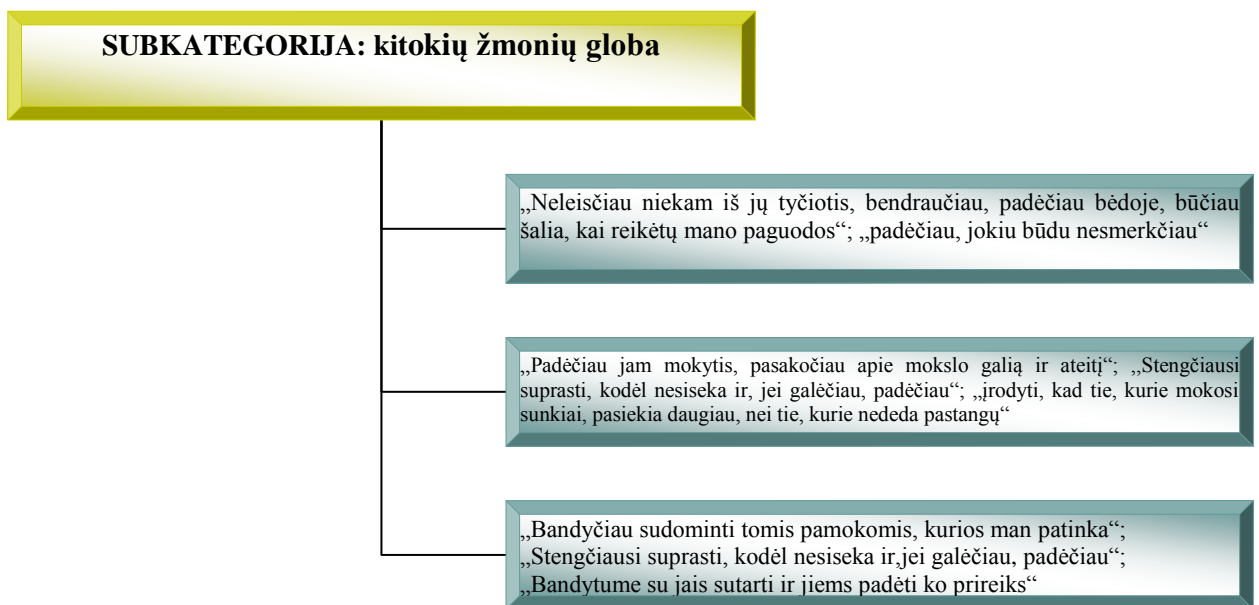 SUBKATEGORIJA: kitokių žmonių globa
„Neleisčiau niekam iš jų tyčiotis, bendraučiau, padėčiau bėdoje, būčiau
šalia, kai reikėtų mano paguodos“; „padėčiau, jokiu būdu nesmerkčiau“
„Padėčiau jam mokytis, pasakočiau apie mokslo galią ir ateitį“; „Stengčiausi
suprasti, kodėl nesiseka ir, jei galėčiau, padėčiau“; „įrodyti, kad tie, kurie mokosi
sunkiai, pasiekia daugiau, nei tie, kurie nededa pastangų“
„Bandyčiau sudominti tomis pamokomis, kurios man patinka“;
„Stengčiausi suprasti, kodėl nesiseka ir,jei galėčiau, padėčiau“;
„Bandytume su jais sutarti ir jiems padėti ko prireiks“